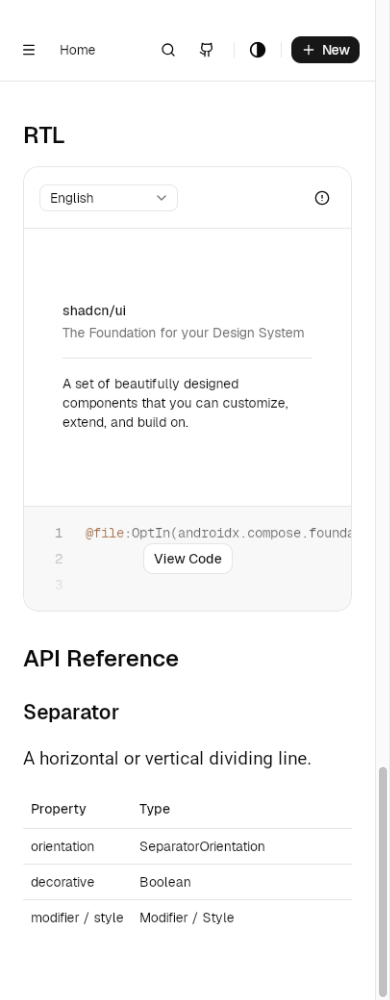 Home
New
RTL
English
shadcn/ui
The Foundation for your Design System
A set of beautifully designed
components that you can customize,
extend, and build on.
1 @file:OptIn(androidx.compose.founda
2
View Code
3
API Reference
Separator
A horizontal or vertical dividing line.
Property Type
orientation SeparatorOrientation
decorative Boolean
modifier / style Modifier / Style